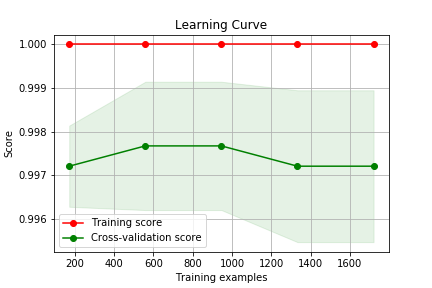 Learning Curve
1.000
0.999
0.998
0.997
0.996
Score
Training score
Cross-validation score
200 400 600 800 1000 1200 1400 1600
Training examples